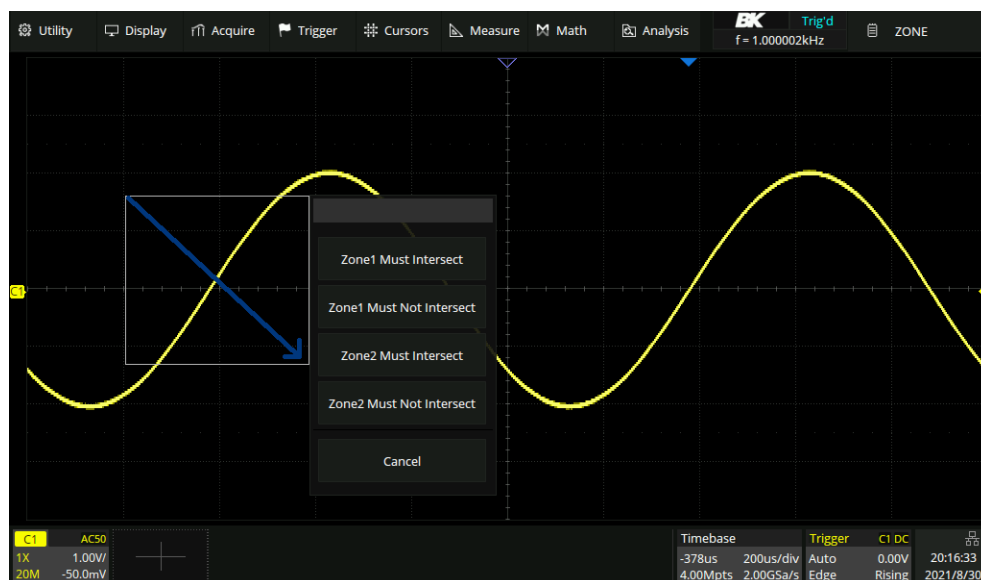 Utility Display Acquire Trigger Cursors Measure Math Analysis BK Trig'd ZONE
f = 1.000002kHz
C1
Zone1 Must Intersect
Zone1 Must Not Intersect
Zone2 Must Intersect
Zone2 Must Not Intersect
Cancel
C1 AC50 Timebase Trigger C1 DC
1X 1.00V/ -378us 200us/div Auto 0.00V 20:16:33
20M -50.0mV 4.00Mpts 2.00GSa/s Edge Rising 2021/8/30